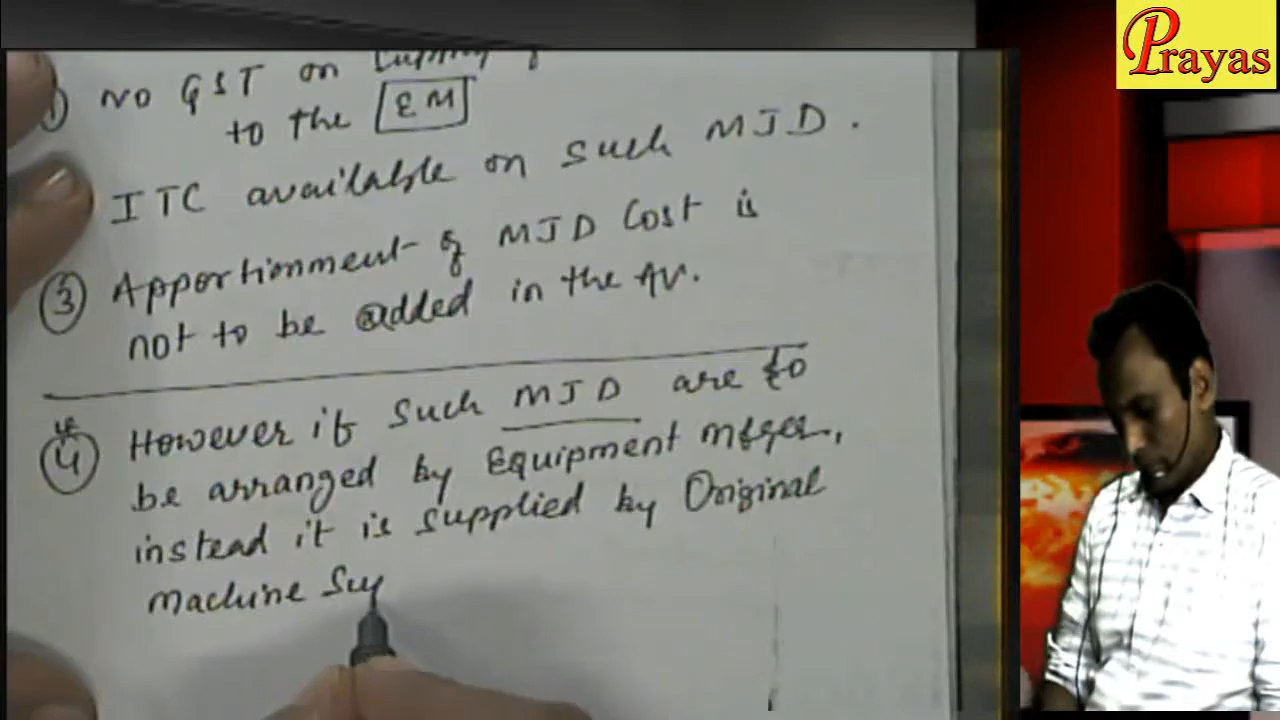 Prayas
No GST on
to the EM
ITC available on such MJD.
③ Apportionment of MJD Cost is
not to be added in the AV.
④ However if such MJD are to
be arranged by Equipment
instead it is supplied by Original
machine Sup